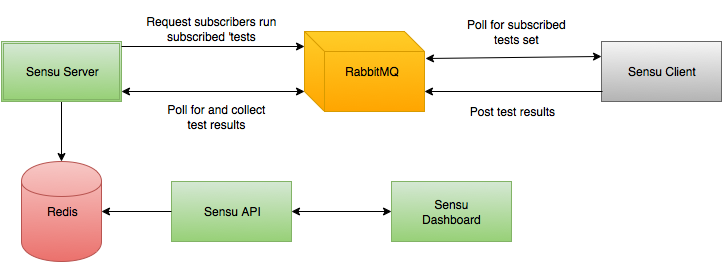 Request subscribers run
subscribed 'tests
Poll for subscribed
tests set
Sensu Server
RabbitMQ
Sensu Client
Poll for and collect
test results
Post test results
Redis
Sensu API
Sensu
Dashboard